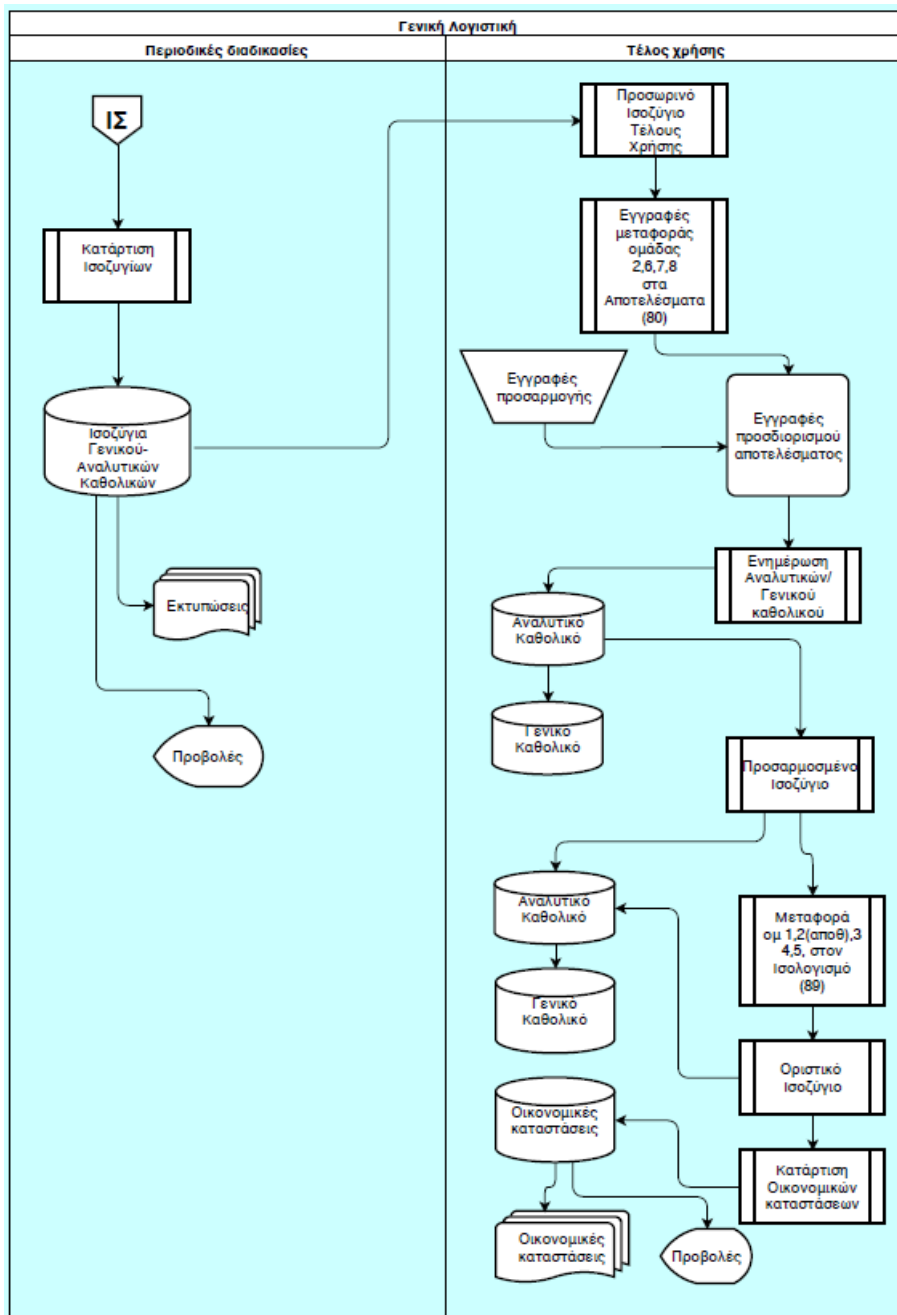 Γενική Λογιστική
Περιοδικές διαδικασίες
Τέλος χρήσης
ΙΣ
Κατάρτιση
Ισοζυγίων
Ισοζύγια
Γενικού-
Αναλυτικών
Καθολικών
Εκτυπώσεις
Προβολές
Προσωρινό
Ισοζύγιο
Τέλους
Χρήσης
Εγγραφές
μεταφοράς
ομάδας
2,6,7,8
στα
Αποτελέσματα
(80)
Εγγραφές
προσαρμογής
Εγγραφές
προσδιορισμού
αποτελέσματος
Ενημέρωση
Αναλυτικών/
Γενικού
καθολικού
Αναλυτικό
Καθολικό
Γενικό
Καθολικό
Προσαρμοσμένο
Ισοζύγιο
Αναλυτικό
Καθολικό
Γενικό
Καθολικό
Μεταφορά
ομ 1,2(αποθ),3
4,5, στον
Ισολογισμό
(89)
Οριστικό
Ισοζύγιο
Οικονομικές
καταστάσεις
Κατάρτιση
Οικονομικών
καταστάσεων
Οικονομικές
καταστάσεις
Προβολές